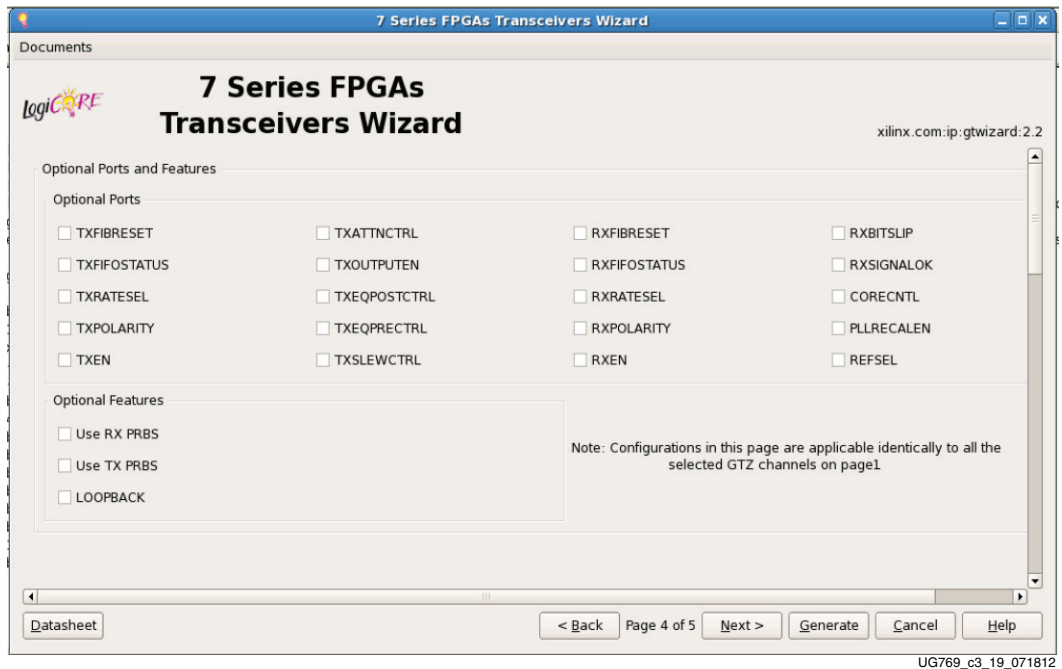 7 Series FPGAs Transceivers Wizard
Documents
logiCORE
7 Series FPGAs
Transceivers Wizard
xilinx.com:ip:gtwizard:2.2
Optional Ports and Features
Optional Ports
TXFIBRESET TXATTNCTRL RXFIBRESET RXBITSLIP
TXFIFOSTATUS TXOUTPUTEN RXFIFOSTATUS RXSIGNALOK
TXRATESEL TXEQPOSTCTRL RXRATESEL CORECNTL
TXPOLARITY TXEQPRECTRL RXPOLARITY PLLRECALEN
TXEN TXSLEWCTRL RXEN REFSEL
Optional Features
Use RX PRBS
Use TX PRBS
LOOPBACK
Note: Configurations in this page are applicable identically to all the
selected GTZ channels on page1
Datasheet < Back Page 4 of 5 Next > Generate Cancel Help
UG769_c3_19_071812